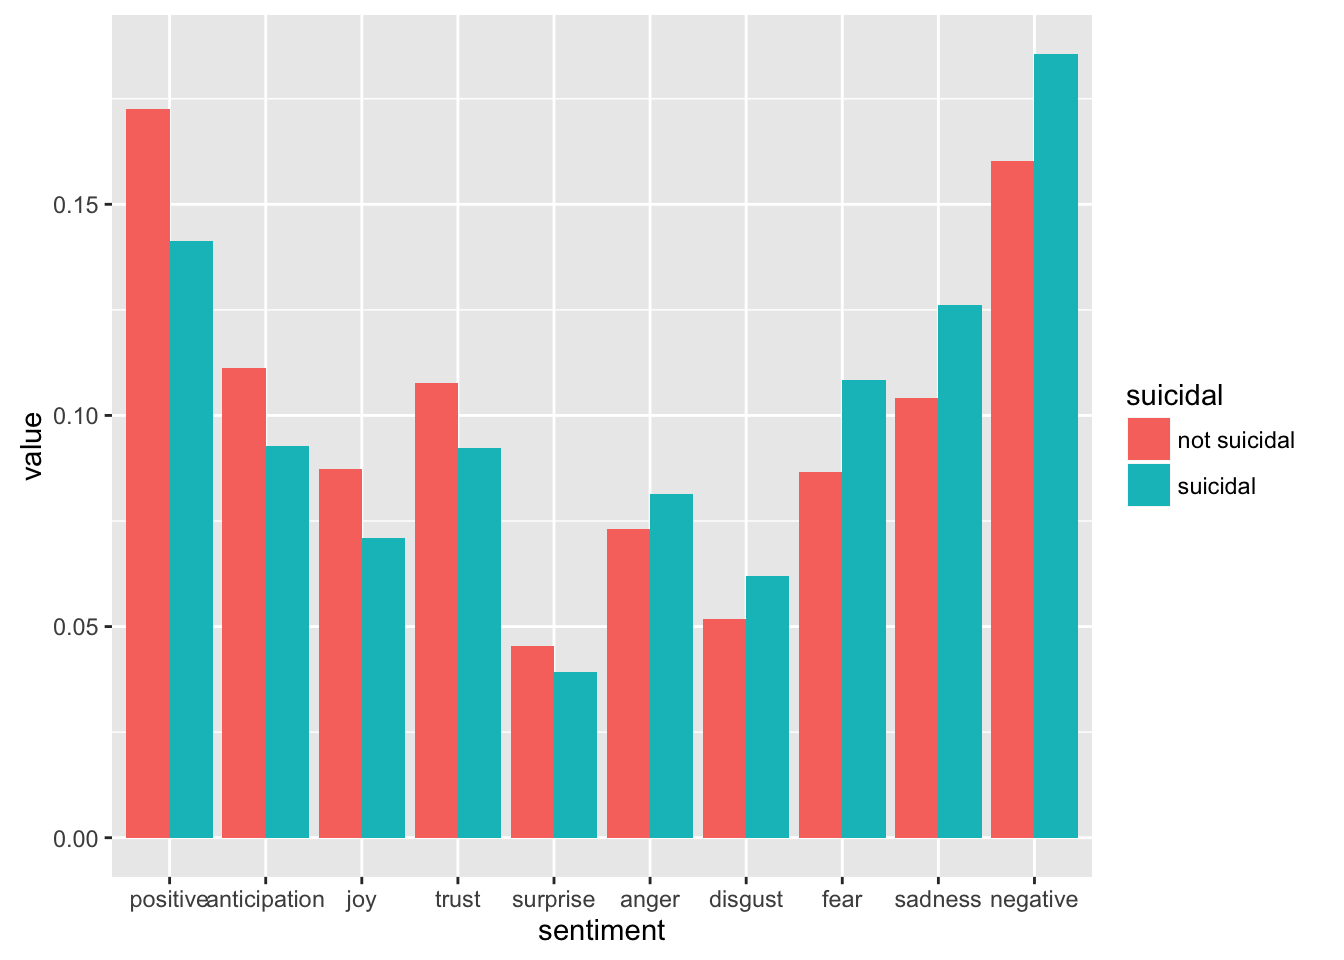 0.15
0.10
0.05
0.00
value
positive anticipation joy trust surprise anger disgust fear sadness negative
sentiment
suicidal
not suicidal
suicidal